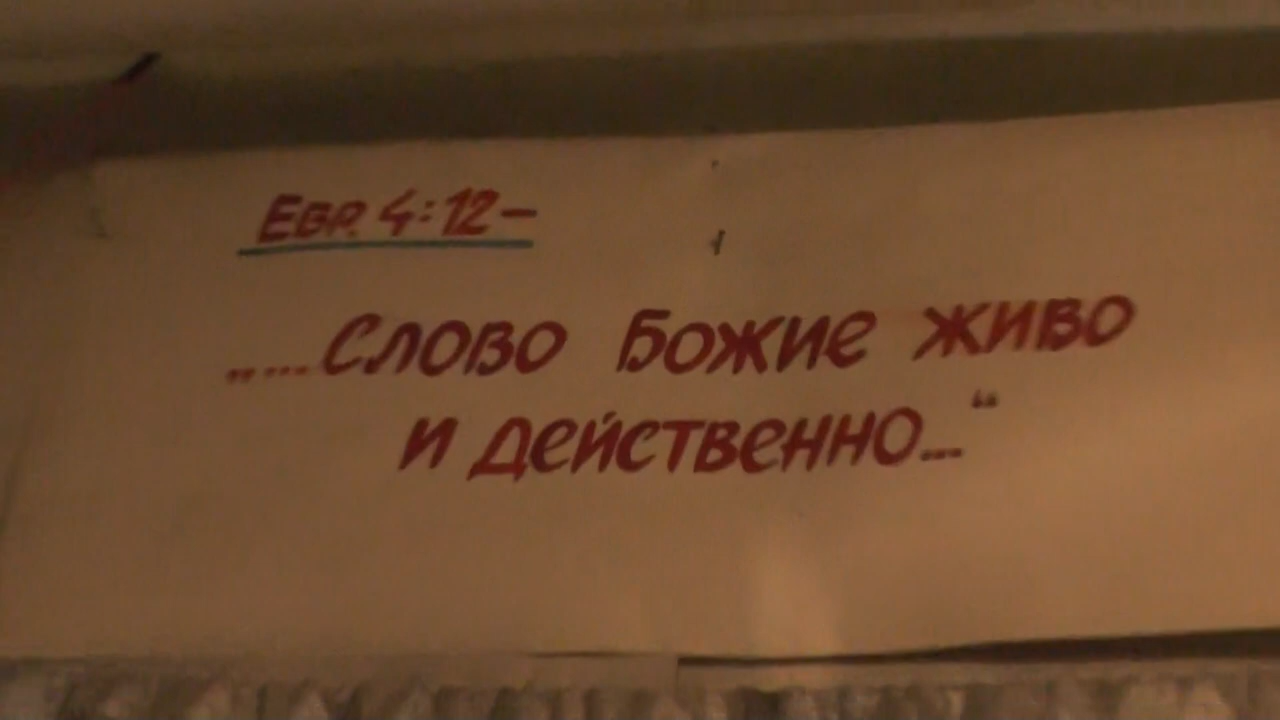 Евр. 4:12–
„...Слово Божие живо
и действенно...“